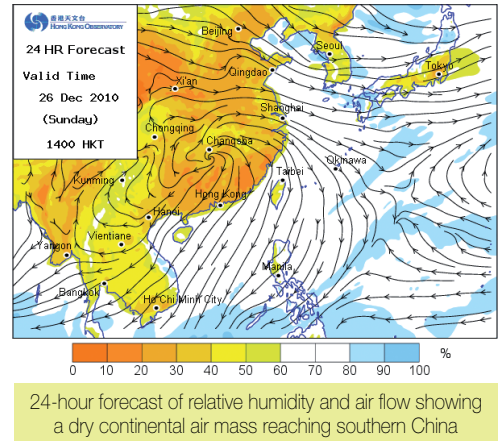 香港天文台
HONG KONG OBSERVATORY
24 HR Forecast
Valid Time
26 Dec 2010
(Sunday)
1400 HKT
Beijing
Seoul
Tokyo
Qingdao
Xi'an
Shanghai
Chongqing
Changsha
Okinawa
Taibei
Kunming
Hong Kong
Hanoi
Vientiane
Yangon
Manila
Bangkok
Ho Chi Minh City
0 10 20 30 40 50 60 70 80 90 100 %
24-hour forecast of relative humidity and air flow showing
a dry continental air mass reaching southern China